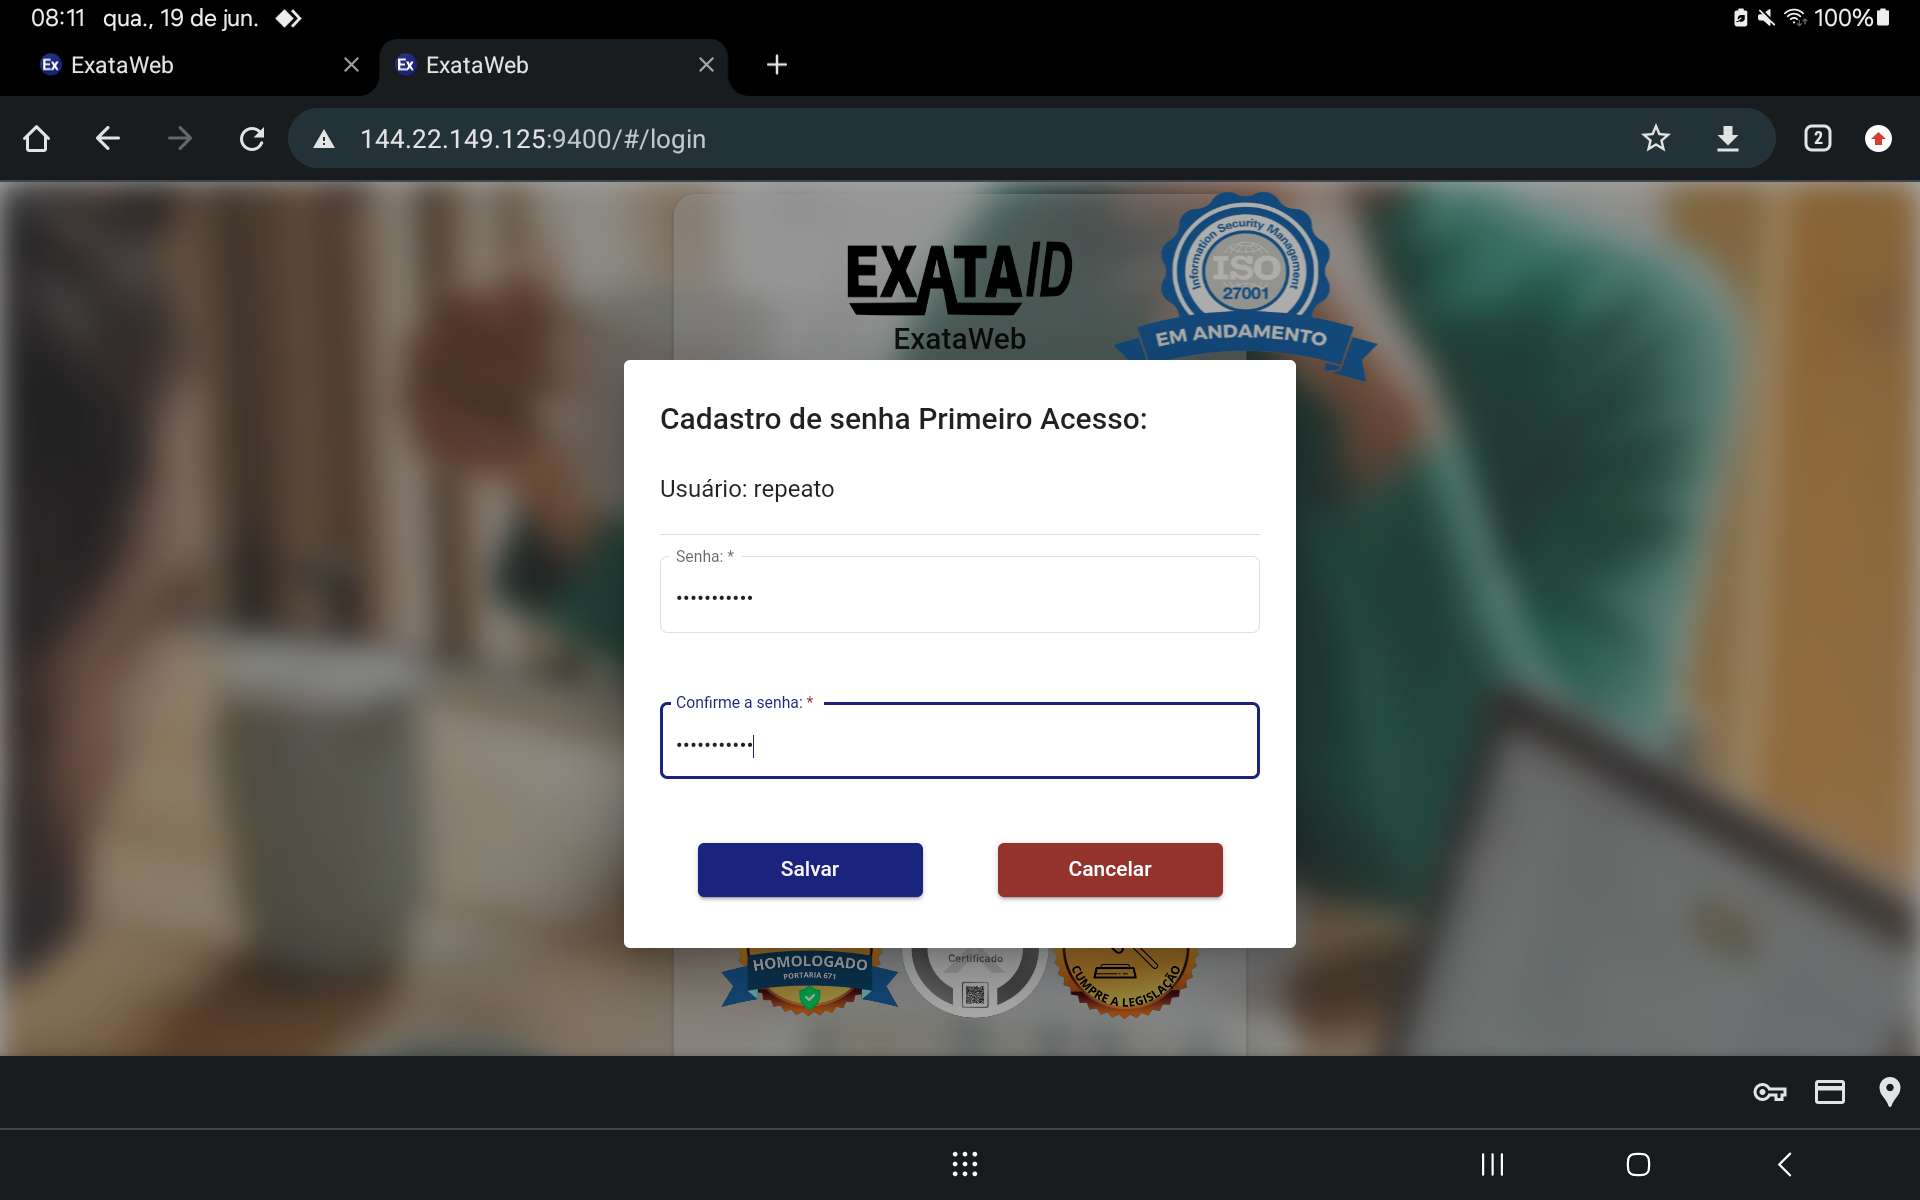 08:11 qua., 19 de jun. 100%
Ex ExataWeb
Ex ExataWeb
144.22.149.125:9400/#/login
2
EXATAID
ExataWeb
Information Security Management
ISO
27001
EM ANDAMENTO
Cadastro de senha Primeiro Acesso:
Usuário: repeato
Senha: *
•••••••••••
Confirme a senha: *
•••••••••••
Salvar
Cancelar
HOMOLOGADO
PORTARIA 671
Certificado
CUMPRE A LEGISLAÇÃO